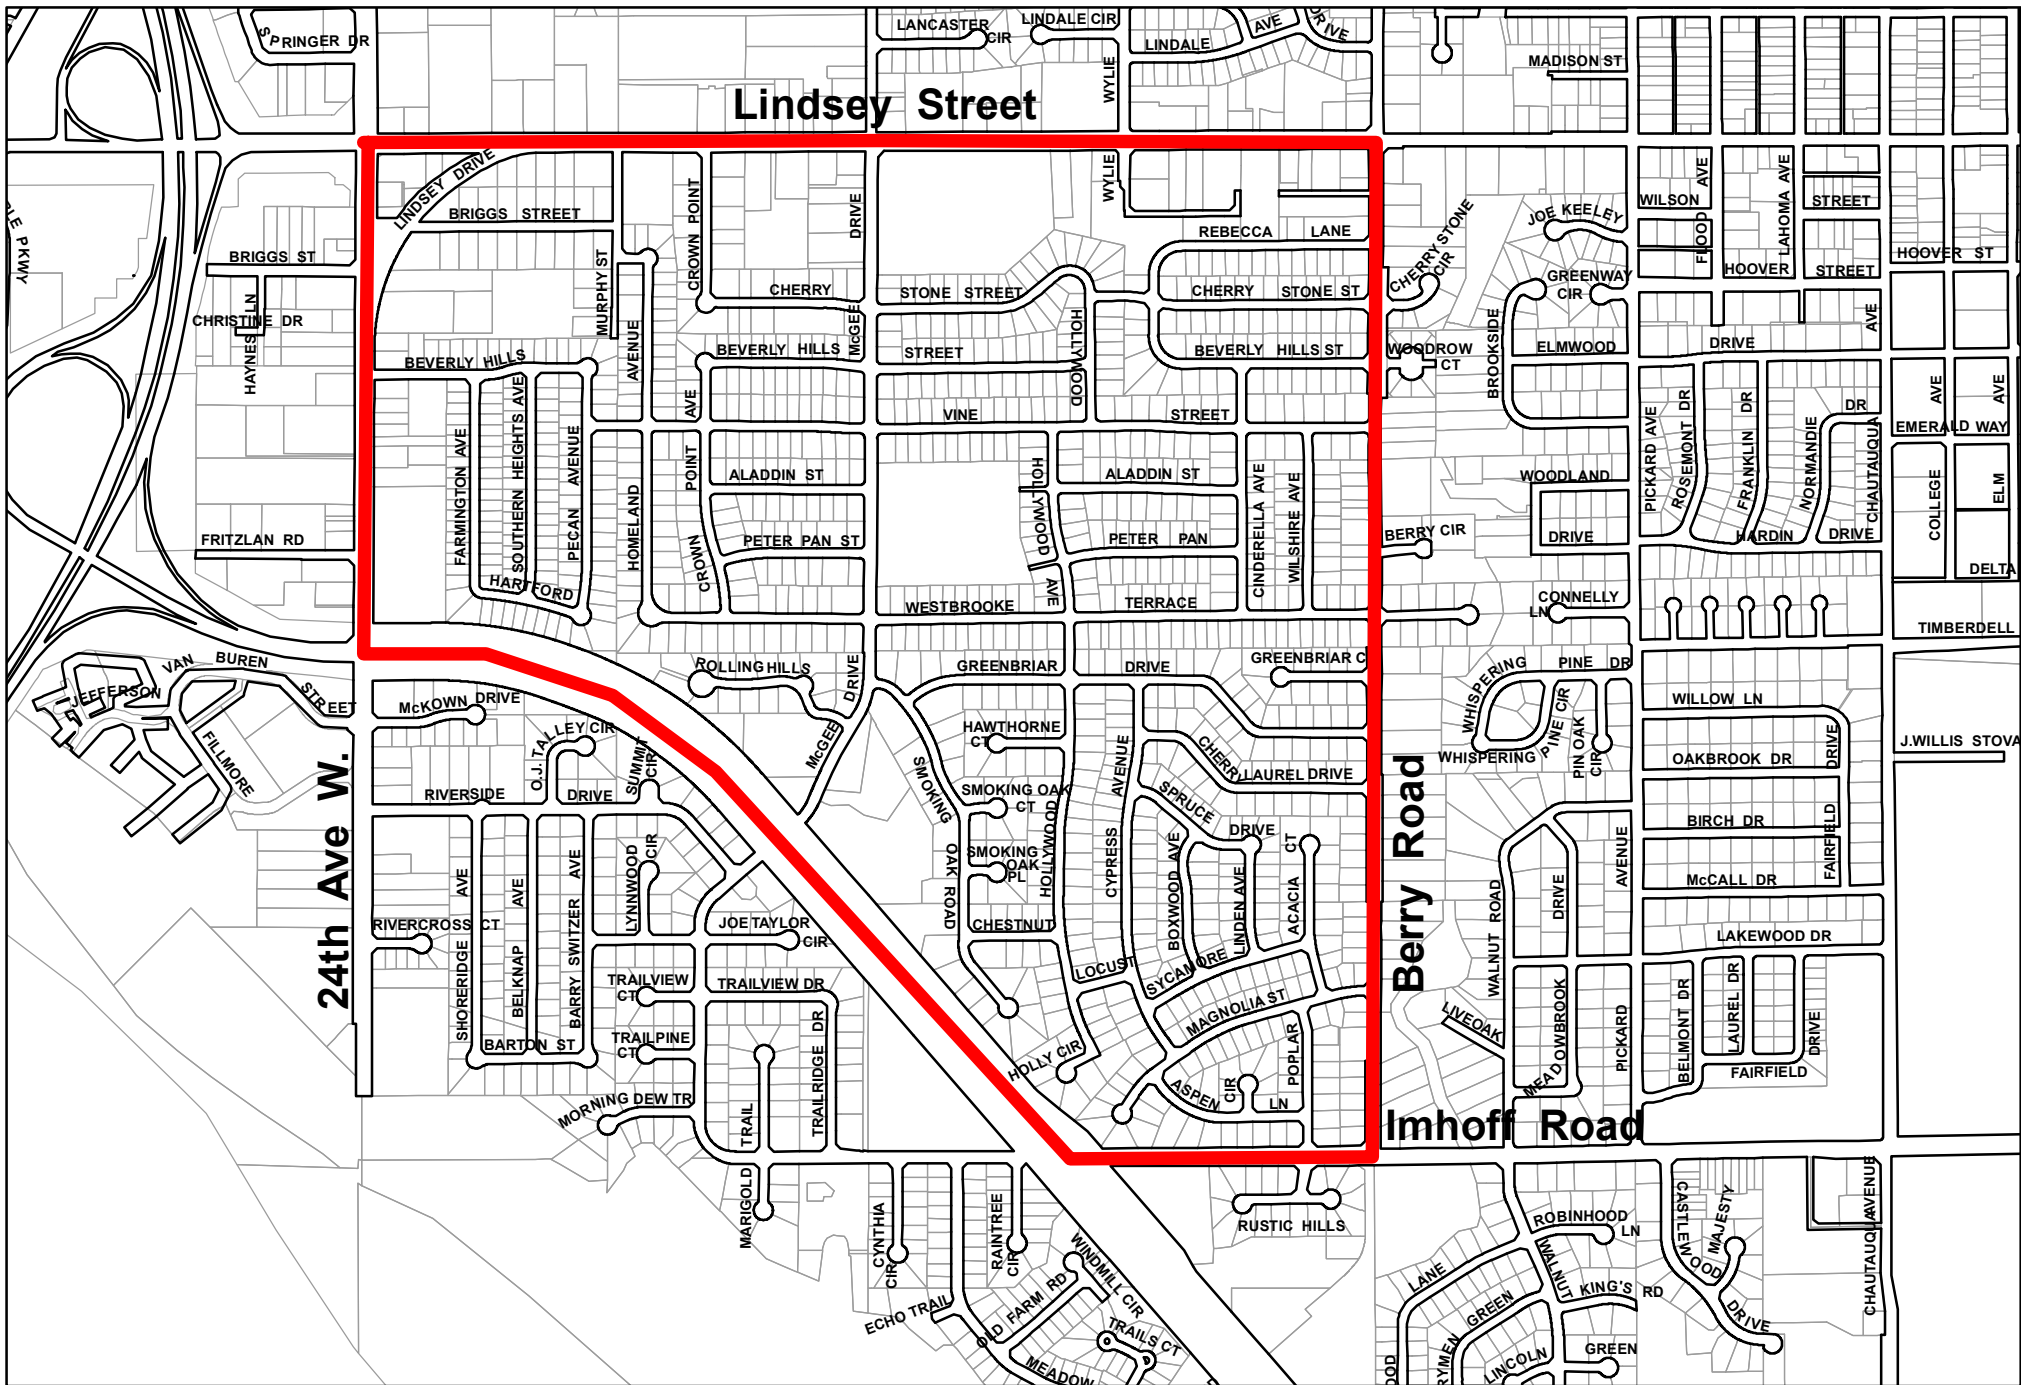 LANCASTER
CIR
LINDALE CIR
LINDALE
AVE
DRIVE
SPRINGER DR
MADISON ST
WYLIE
Lindsey Street
LINDSEY DRIVE
BRIGGS STREET
CROWN POINT
DRIVE
WYLIE
REBECCA LANE
CHERRY STONE
CIR
JOE KEELEY
WILSON
AVE
FLOOD
LAHOMA AVE
STREET
HOOVER ST
HOOVER
STREET
BRIGGS ST
HAYNES LN
CHRISTINE DR
MURPHY ST
CHERRY
STONE STREET
CHERRY STONE ST
GREENWAY
CIR
BROOKSIDE
ELMWOOD
DRIVE
AVE
BEVERLY HILLS
AVENUE
BEVERLY HILLS
McGEE
STREET
HOLLYWOOD
BEVERLY HILLS ST
WOODROW
CT
FARMINGTON AVE
SOUTHERN HEIGHTS AVE
PECAN AVENUE
HOMELAND
AVE
POINT
CROWN
VINE
STREET
PICKARD AVE
ROSEMONT DR
FRANKLIN DR
NORMANDIE
DR
CHAUTAUQUA
AVE
AVE
EMERALD WAY
COLLEGE
ELM
ALADDIN ST
HOLLYWOOD
AVE
ALADDIN ST
CINDERELLA AVE
WILSHIRE AVE
WOODLAND
DRIVE
HARDIN
DRIVE
FRITZLAN RD
PETER PAN ST
PETER PAN
BERRY CIR
DELTA
HARTFORD
WESTBROOKE
TERRACE
CONNELLY
LN
TIMBERDELL
VAN BUREN
STREET
JEFFERSON
FILLMORE
ROLLING HILLS
DRIVE
McGEE
GREENBRIAR
DRIVE
GREENBRIAR C
WHISPERING
PINE DR
WHISPERING
PINE CIR
PIN OAK
CIR
WILLOW LN
McKOWN DRIVE
O.J. TALLEY CIR
SUMMIT
CIR
HAWTHORNE
CT
AVENUE
CHERRY
LAUREL DRIVE
OAKBROOK DR
DRIVE
J.WILLIS STOVA
24th Ave W.
RIVERSIDE
DRIVE
SMOKING
OAK ROAD
SMOKING OAK
CT
SMOKING
OAK
PL
HOLLYWOOD
CYPRESS
SPRUCE
DRIVE
Berry Road
BIRCH DR
FAIRFIELD
McCALL DR
LAKEWOOD DR
WALNUT ROAD
DRIVE
MEADOWBROOK
AVENUE
PICKARD
SHORERIDGE AVE
BELKNAP AVE
BARRY SWITZER AVE
LYNNWOOD
CIR
RIVERCROSS CT
JOE TAYLOR
CIR
CHESTNUT
LOCUST
BOXWOOD AVE
LINDEN AVE
ACACIA CT
SYCAMORE
TRAILVIEW
CT
TRAILVIEW DR
MAGNOLIA ST
LIVEOAK
BELMONT DR
LAUREL DR
DRIVE
FAIRFIELD
BARTON ST
TRAILPINE
CT
TRAILRIDGE DR
HOLLY CIR
POPLAR
ASPEN
CIR
LN
MORNING DEW TR
TRAIL
MARIGOLD
Imhoff Road
CYNTHIA
CIR
RAINTREE
CIR
ECHO TRAIL
OLD FARM RD
WINDMILL CIR
TRAILS CT
MEADOW
RUSTIC HILLS
ROBINHOOD
LN
WALNUT
KING'S RD
LANE
GREEN
LINCOLN
GREEN
CASTLEWOOD
DRIVE
MAJESTY
AVENUE
CHAUTAUQUA